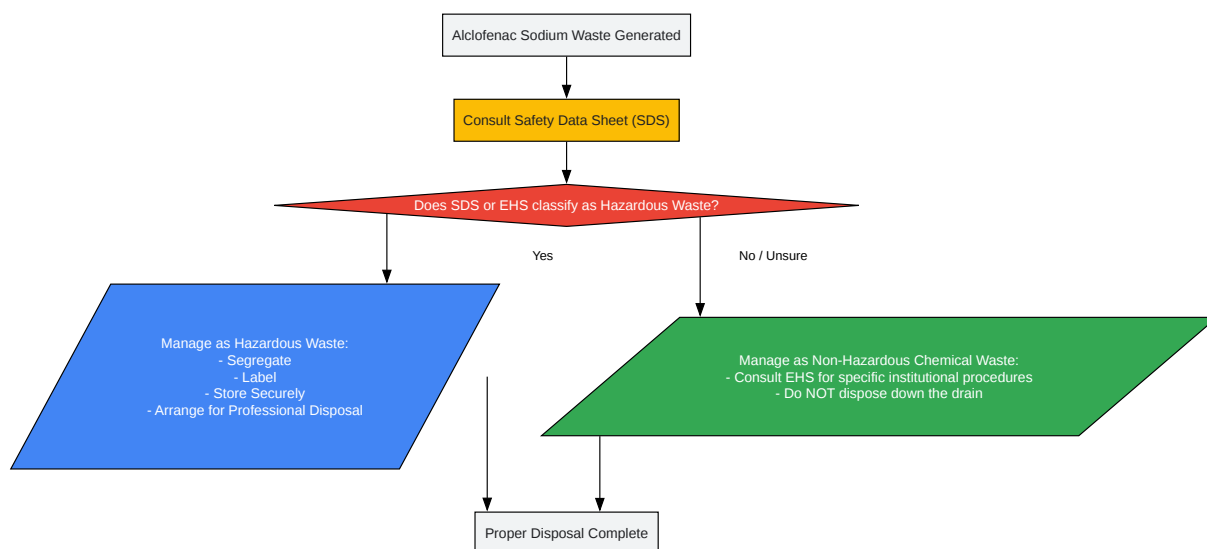 Alclofenac Sodium Waste Generated
Consult Safety Data Sheet (SDS)
Does SDS or EHS classify as Hazardous Waste?
Yes
No / Unsure
Manage as Hazardous Waste:
- Segregate
- Label
- Store Securely
- Arrange for Professional Disposal
Manage as Non-Hazardous Chemical Waste:
- Consult EHS for specific institutional procedures
- Do NOT dispose down the drain
Proper Disposal Complete